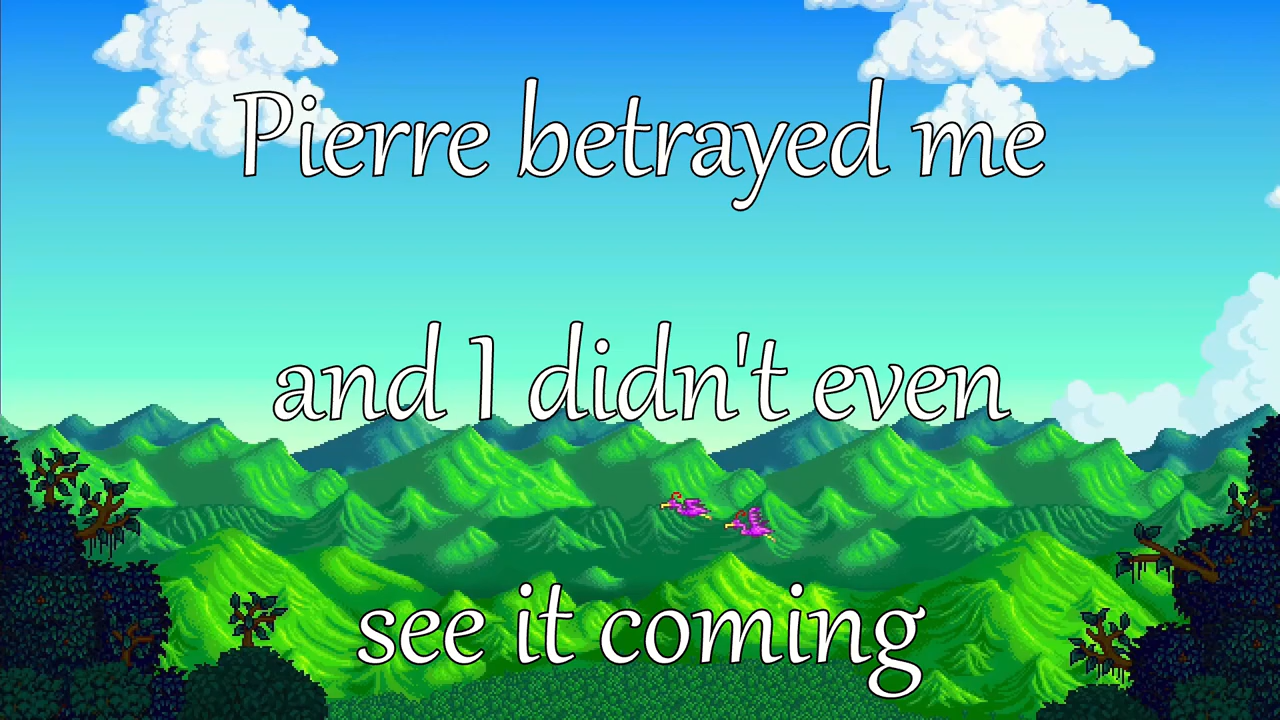 Pierre betrayed me
and I didn't even
see it coming